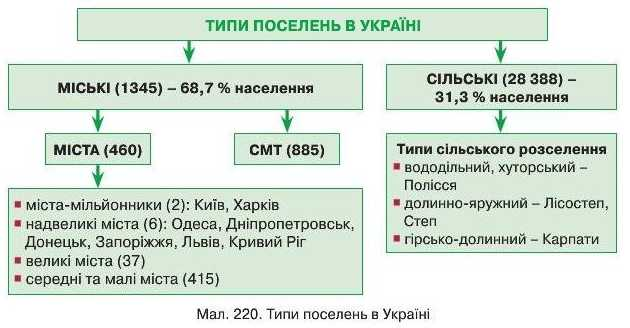 ТИПИ ПОСЕЛЕНЬ В УКРАЇНІ
МІСЬКІ (1345) – 68,7 % населення
СІЛЬСЬКІ (28 388) –
31,3 % населення
МІСТА (460)
СМТ (885)
▪ міста-мільйонники (2): Київ, Харків
▪ надвеликі міста (6): Одеса, Дніпропетровськ,
Донецьк, Запоріжжя, Львів, Кривий Ріг
▪ великі міста (37)
▪ середні та малі міста (415)
Типи сільського розселення
▪ вододільний, хуторський –
Полісся
▪ долинно-яружний – Лісостеп,
Степ
▪ гірсько-долинний – Карпати
Мал. 220. Типи поселень в Україні